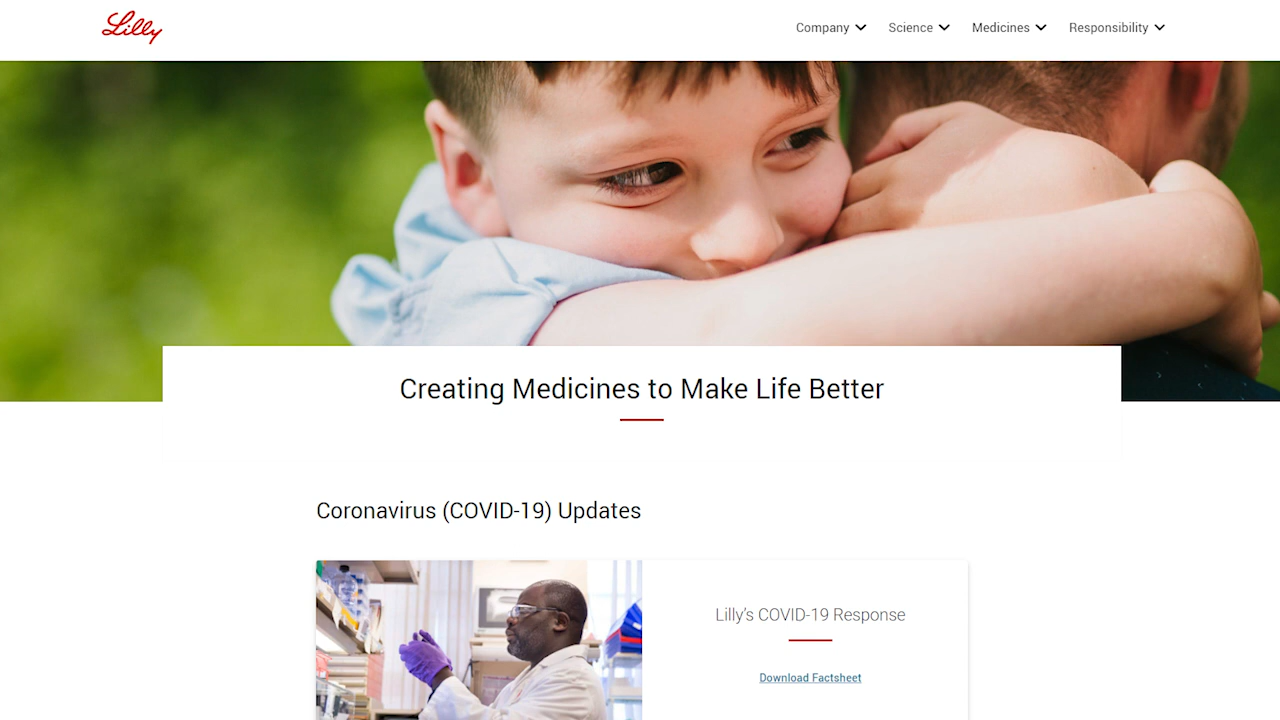 Lilly
Company Science Medicines Responsibility
Creating Medicines to Make Life Better
Coronavirus (COVID-19) Updates
Lilly’s COVID-19 Response
Download Factsheet